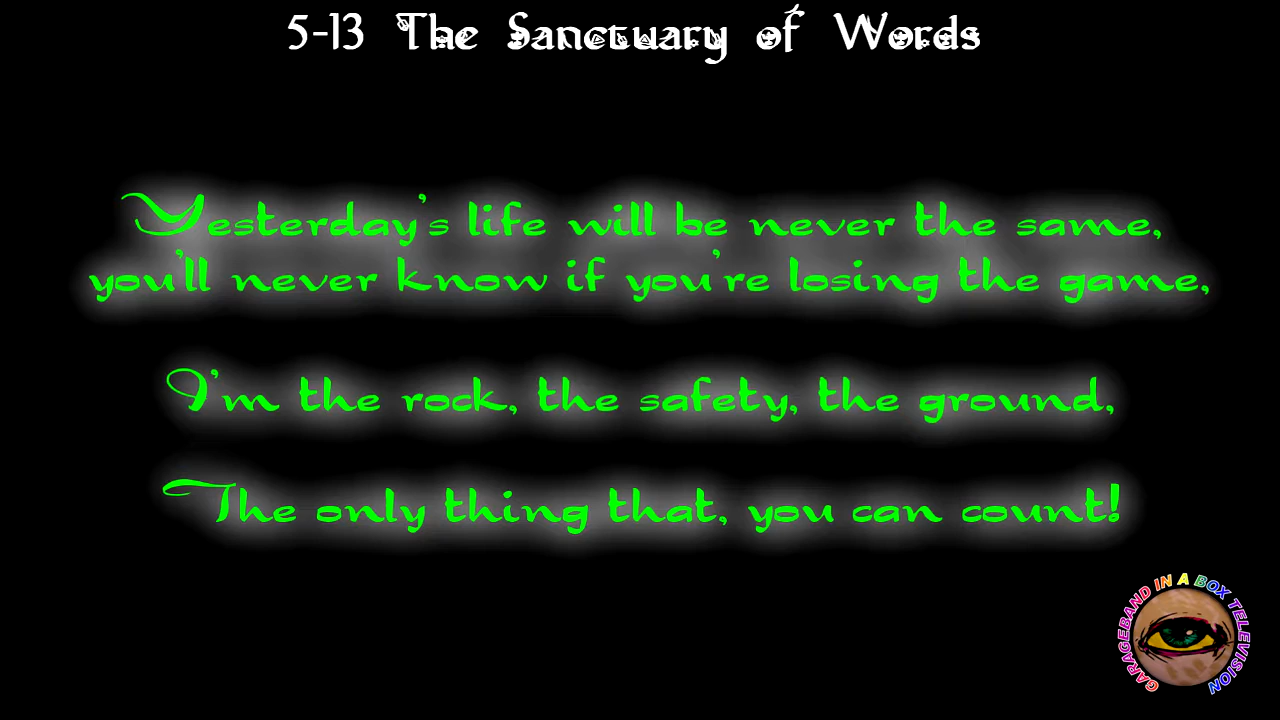 5-13 The Sanctuary of Words
Yesterday's life will be never the same,
you'll never know if you're losing the game,
I'm the rock, the safety, the ground,
The only thing that, you can count!
GARAGEBAND IN A BOX TELEVISION